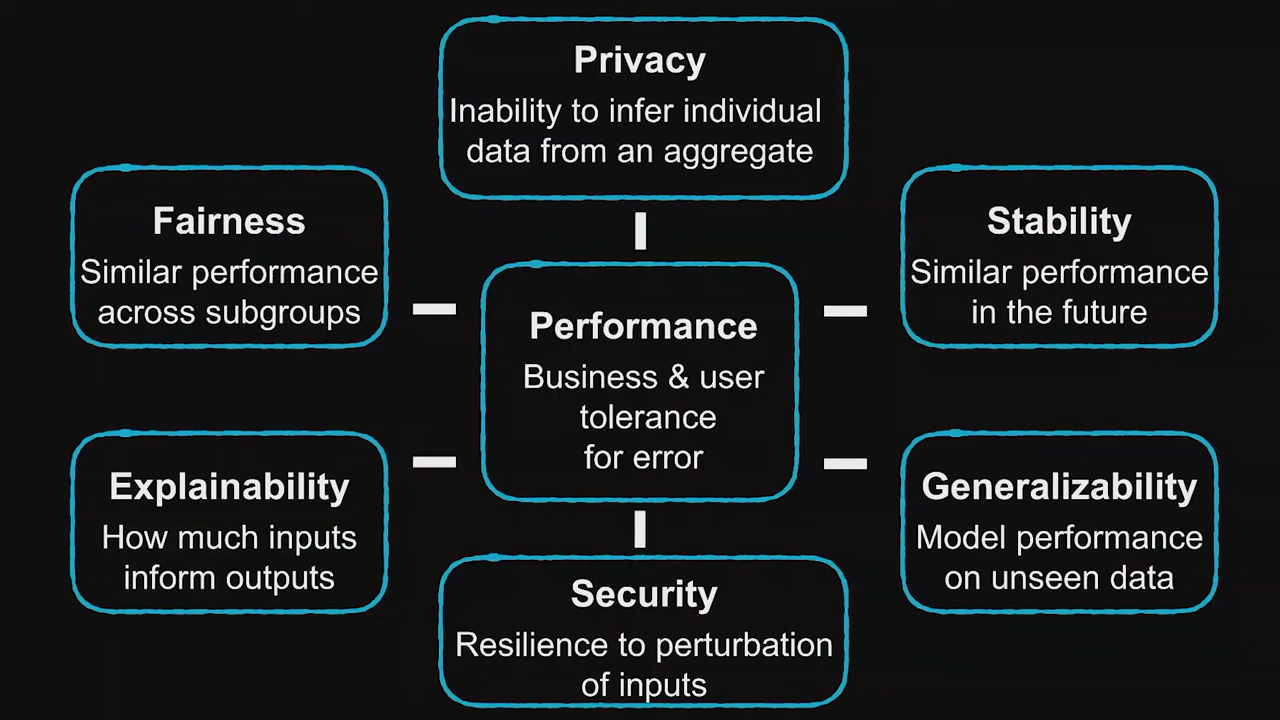 Privacy
Inability to infer individual
data from an aggregate
Fairness
Similar performance
across subgroups
Stability
Similar performance
in the future
Performance
Business & user
tolerance
for error
Explainability
How much inputs
inform outputs
Generalizability
Model performance
on unseen data
Security
Resilience to perturbation
of inputs